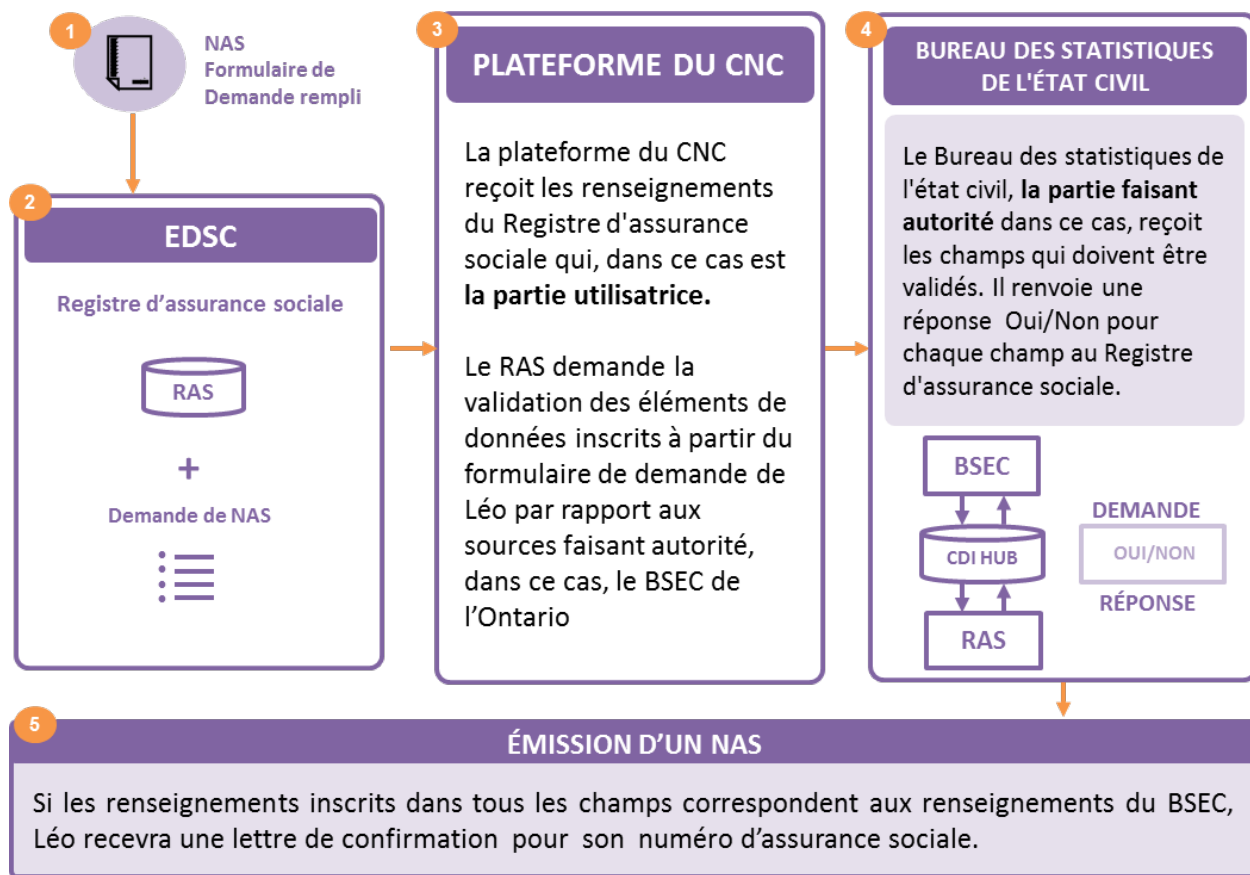 1
NAS
Formulaire de
Demande rempli
2
EDSC
Registre d’assurance sociale
RAS
+
Demande de NAS
3
PLATEFORME DU CNC
La plateforme du CNC
reçoit les renseignements
du Registre d'assurance
sociale qui, dans ce cas est
la partie utilisatrice.
Le RAS demande la
validation des éléments de
données inscrits à partir du
formulaire de demande de
Léo par rapport aux
sources faisant autorité,
dans ce cas, le BSEC de
l’Ontario
4
BUREAU DES STATISTIQUES
DE L'ÉTAT CIVIL
Le Bureau des statistiques de
l'état civil, la partie faisant
autorité dans ce cas, reçoit
les champs qui doivent être
validés. Il renvoie une
réponse Oui/Non pour
chaque champ au Registre
d'assurance sociale.
BSEC
CDI HUB
RAS
DEMANDE
OUI/NON
RÉPONSE
5
ÉMISSION D’UN NAS
Si les renseignements inscrits dans tous les champs correspondent aux renseignements du BSEC,
Léo recevra une lettre de confirmation pour son numéro d’assurance sociale.